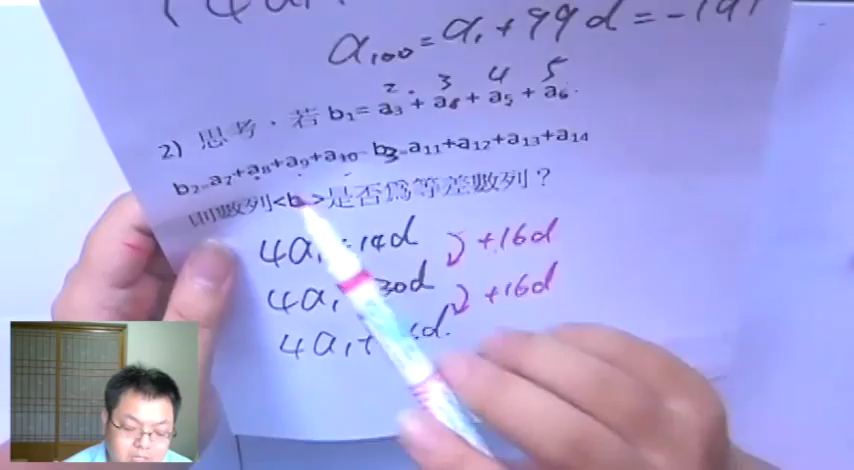 a₁₀₀ = a₁ + 99d = -197
2 . 3 4 5
2) 思考．若 b₁= a₃ + a₄ + a₅ + a₆.
b₂=a₇+a₈+a₉+a₁₀ b₃=a₁₁+a₁₂+a₁₃+a₁₄
則數列<b >是否為等差數列？
4a₁+14d +16d
4a₁ 30d +16d
4a₁+ 6d.